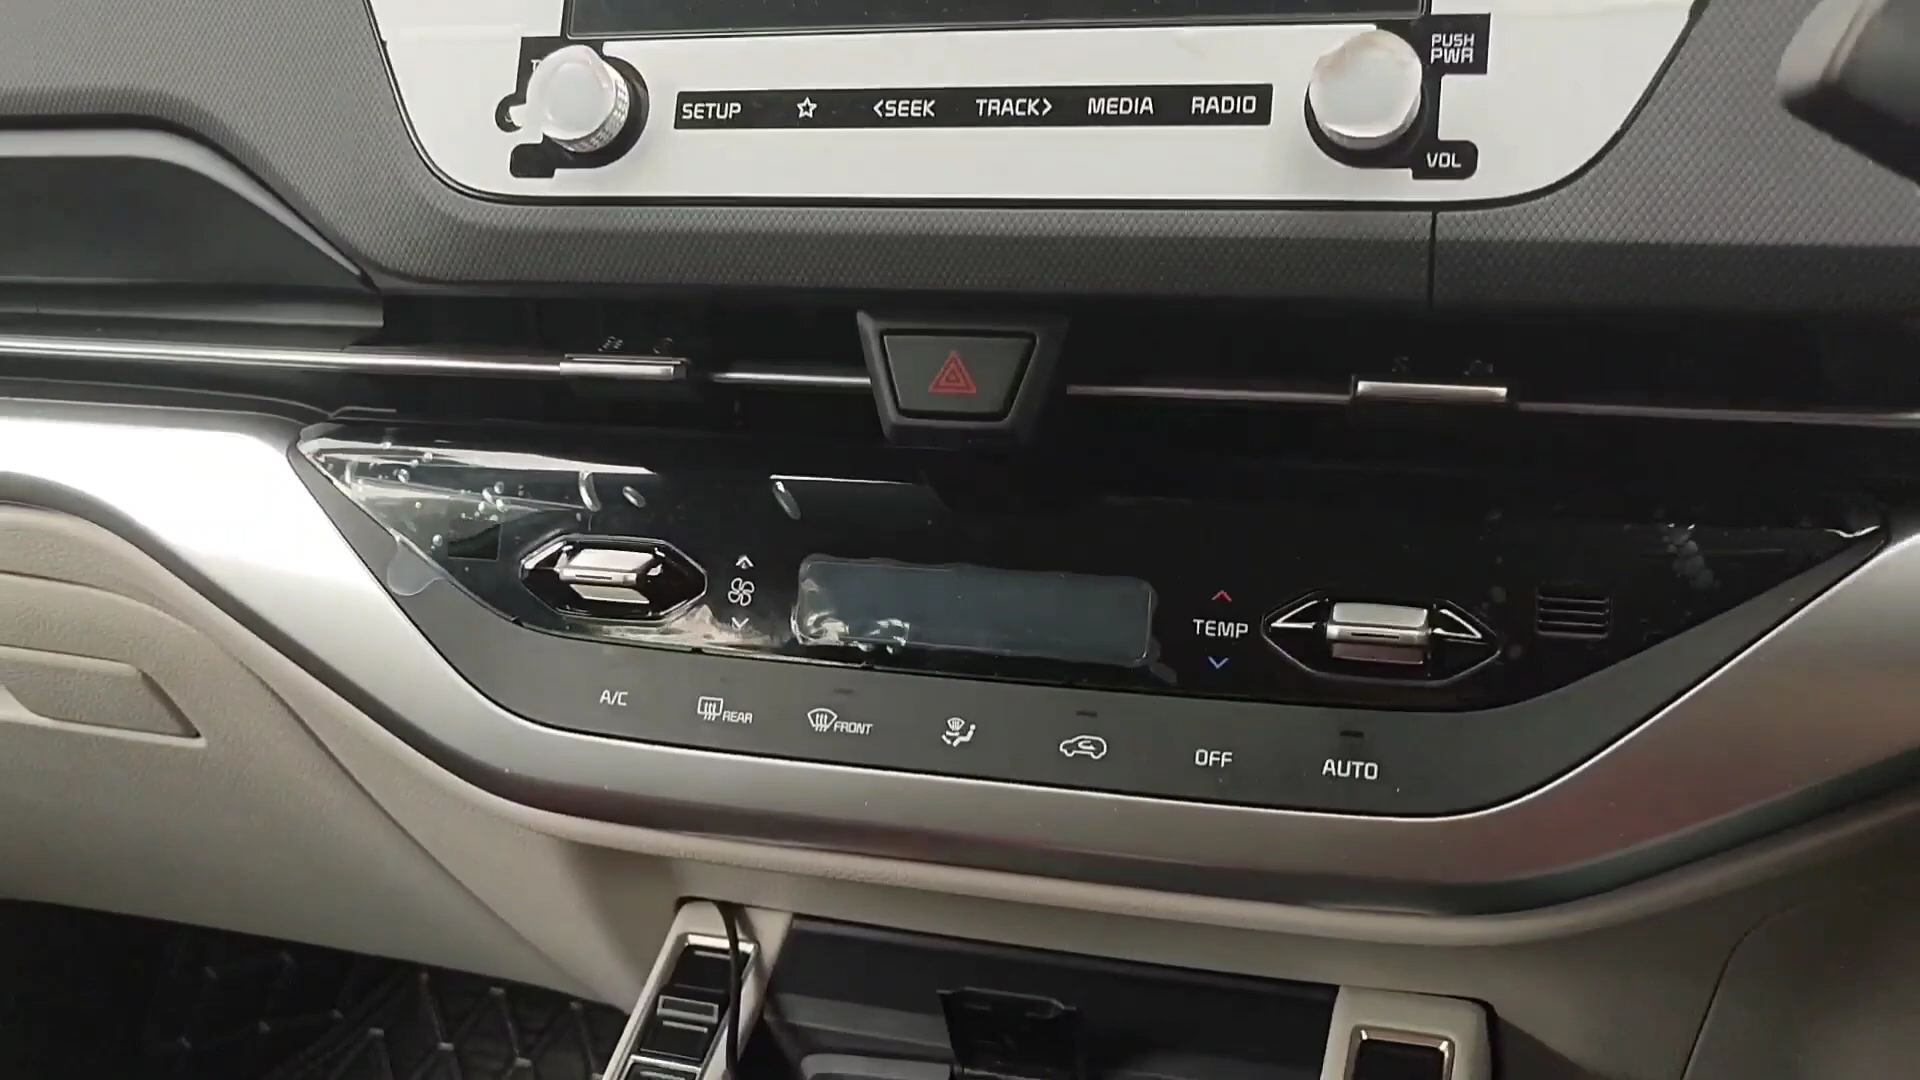 PUSH
PWR
SETUP ☆ <SEEK TRACK> MEDIA RADIO
VOL
TEMP
A/C REAR FRONT OFF AUTO